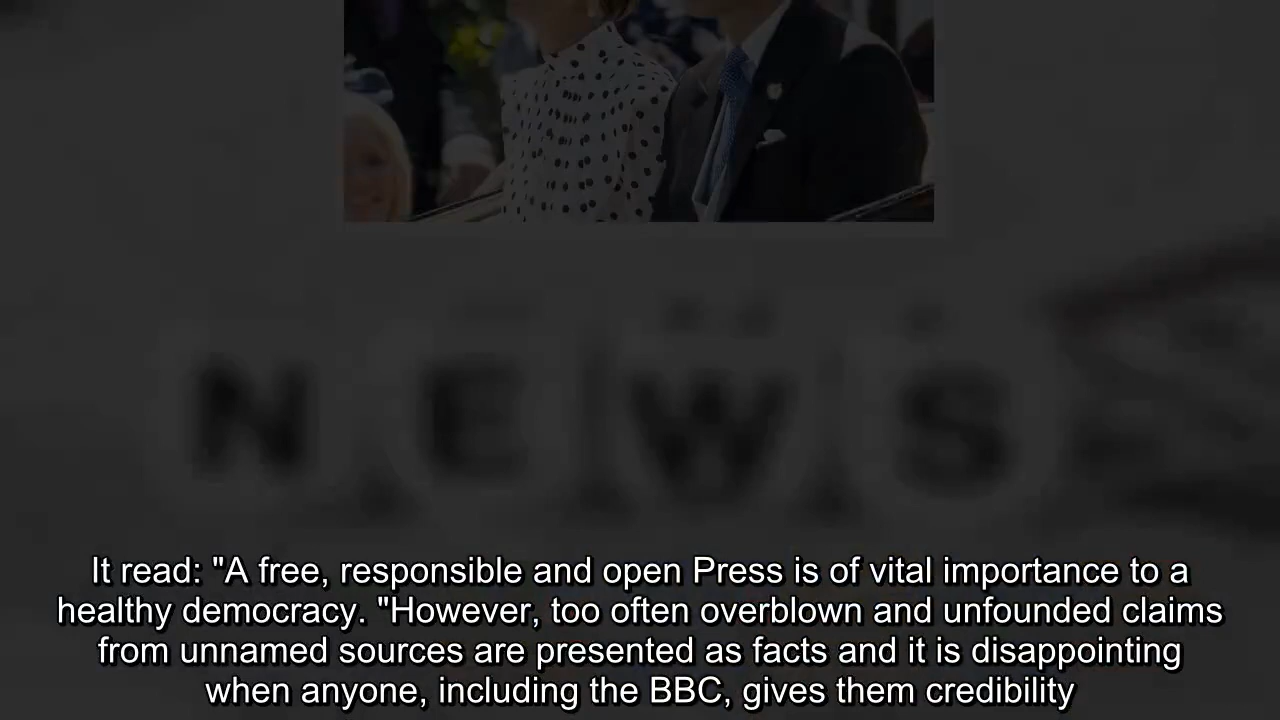 N E W S
It read: "A free, responsible and open Press is of vital importance to a
healthy democracy. "However, too often overblown and unfounded claims
from unnamed sources are presented as facts and it is disappointing
when anyone, including the BBC, gives them credibility